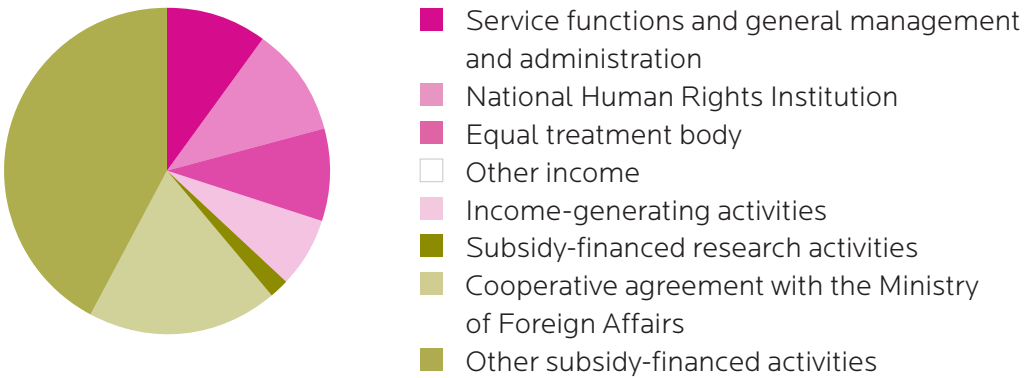 Service functions and general management
and administration
National Human Rights Institution
Equal treatment body
Other income
Income-generating activities
Subsidy-financed research activities
Cooperative agreement with the Ministry
of Foreign Affairs
Other subsidy-financed activities